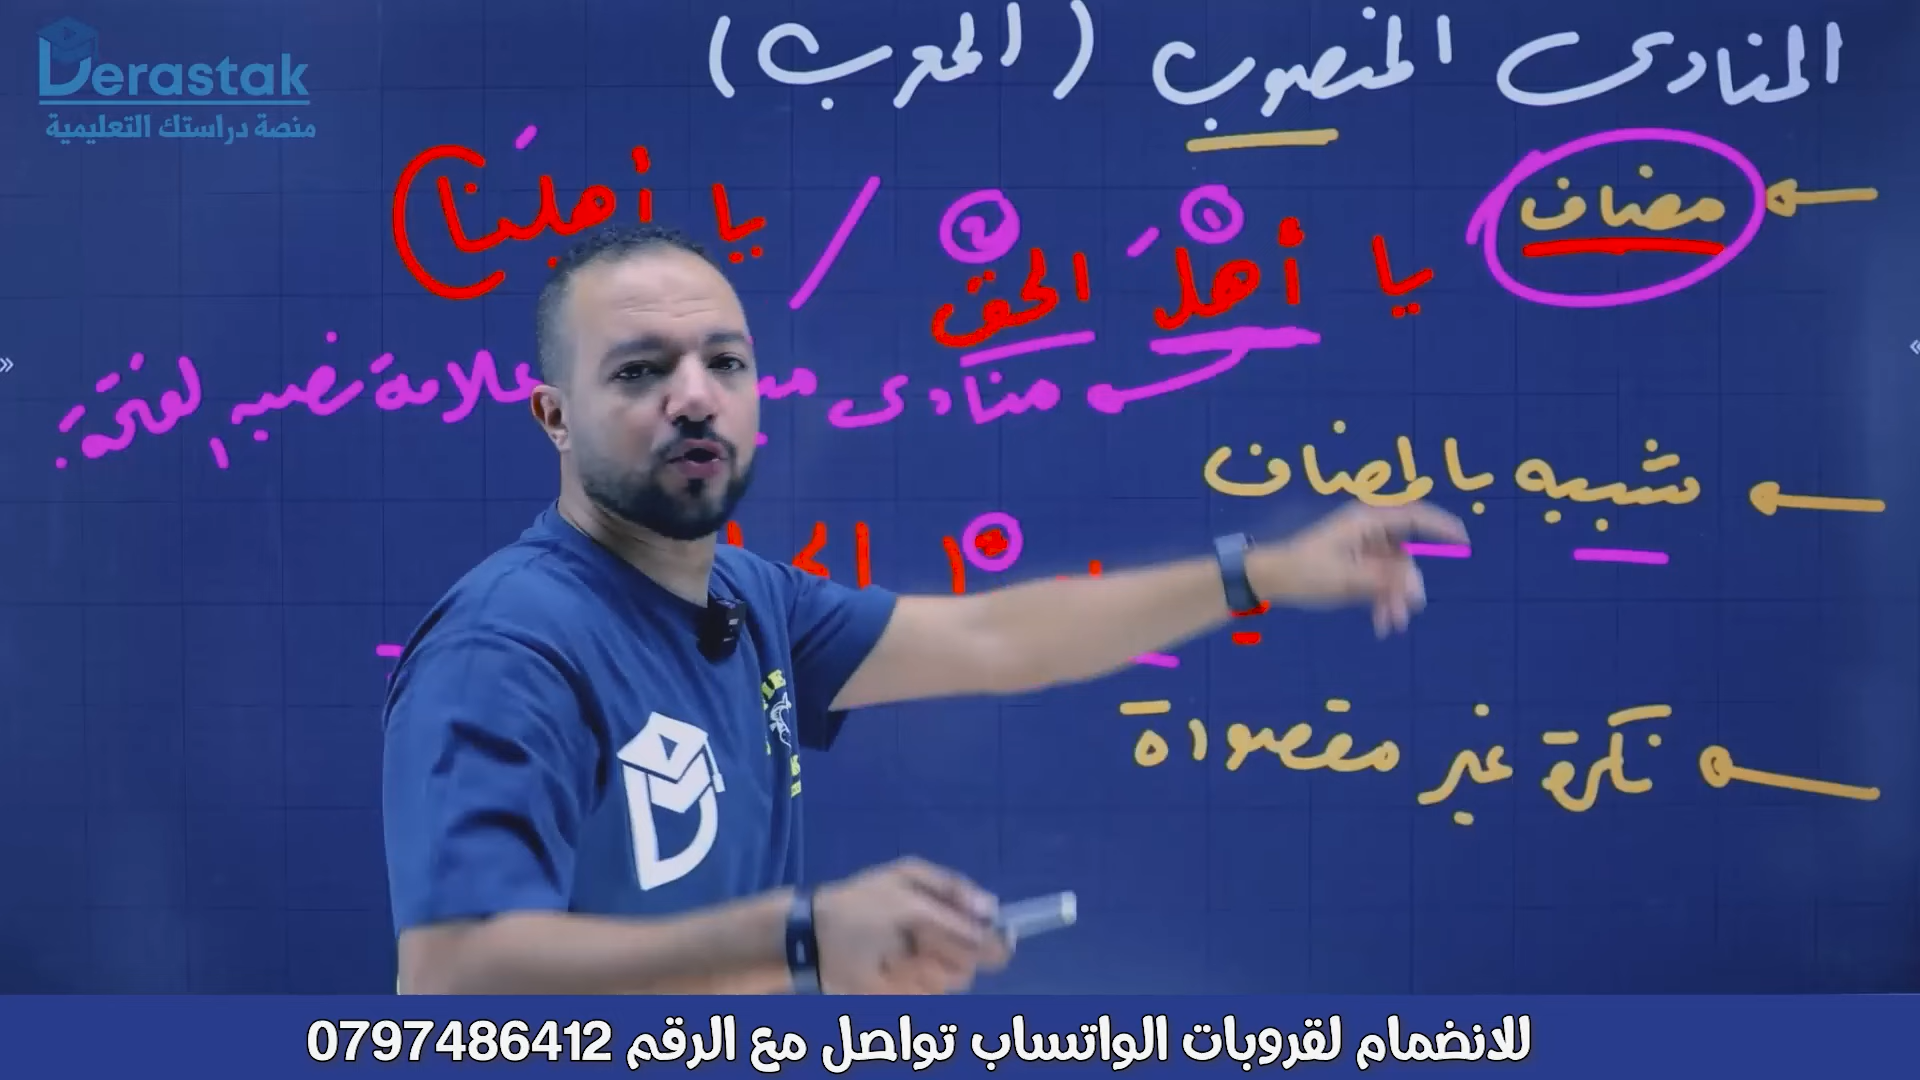 Derastak
منصة دراستك التعليمية
المنادى المنصوب (المعرب)
مضاف
يا أهلَ الحق / يا أهلَنا
منادى
علامة نصبه الفتحة.
شبيه بالمضاف
نكرة غير مقصودة
للانضمام لقروبات الواتساب تواصل مع الرقم 0797486412